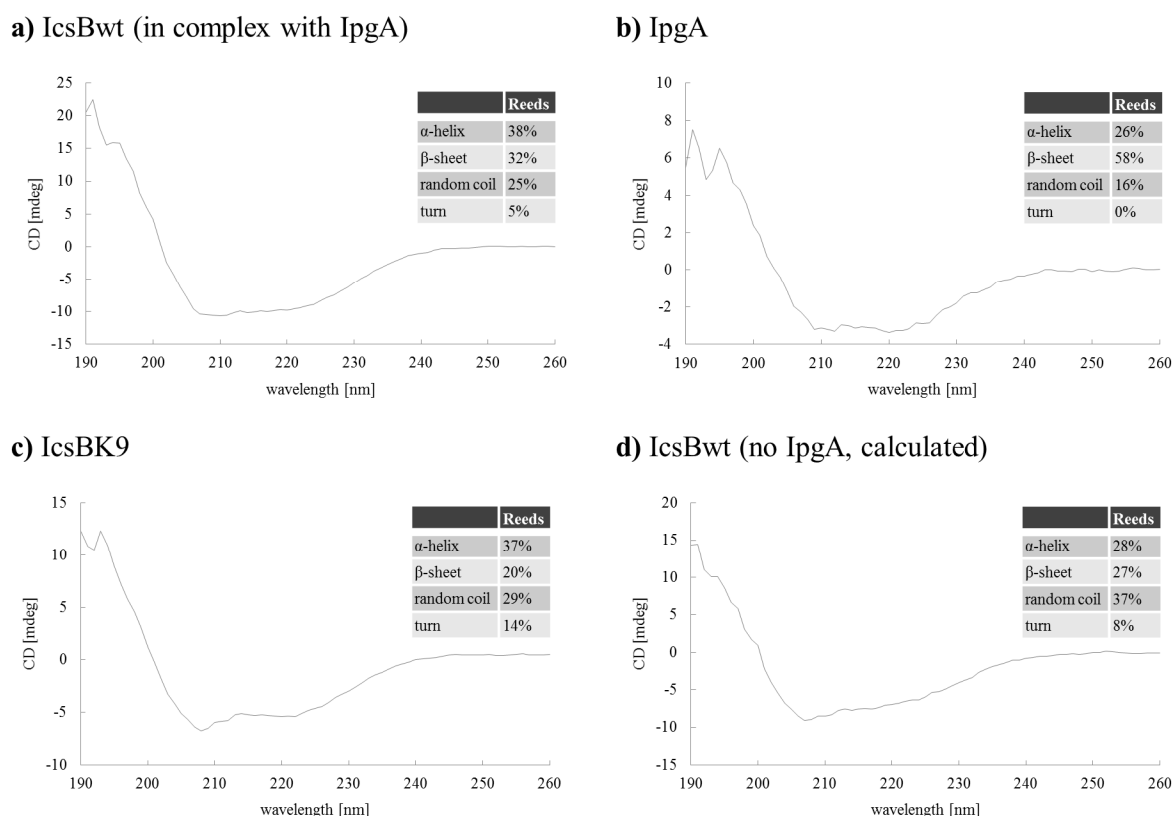 a) IcsBwt (in complex with IpgA)
25
20
15
10
5
0
-5
-10
-15
CD [mdeg]
190 200 210 220 230 240 250 260
wavelength [nm]
Reeds
α-helix 38%
β-sheet 32%
random coil 25%
turn 5%
b) IpgA
10
8
6
4
2
0
-2
-4
CD [mdeg]
190 200 210 220 230 240 250 260
wavelength [nm]
Reeds
α-helix 26%
β-sheet 58%
random coil 16%
turn 0%
c) IcsBK9
15
10
5
0
-5
-10
CD [mdeg]
190 200 210 220 230 240 250 260
wavelength [nm]
Reeds
α-helix 37%
β-sheet 20%
random coil 29%
turn 14%
d) IcsBwt (no IpgA, calculated)
20
15
10
5
0
-5
-10
-15
CD [mdeg]
190 200 210 220 230 240 250 260
wavelength [nm]
Reeds
α-helix 28%
β-sheet 27%
random coil 37%
turn 8%